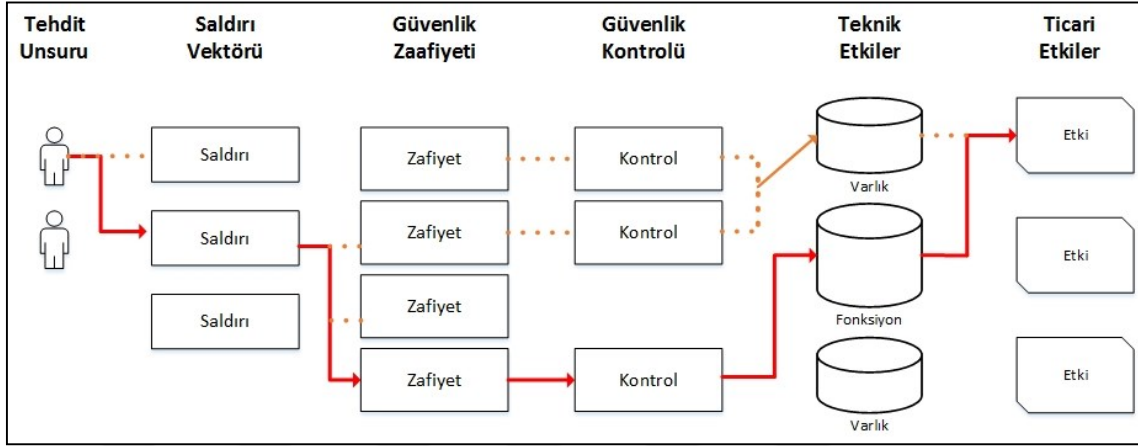 Tehdit
Unsuru
Saldırı
Vektörü
Güvenlik
Zaafiyeti
Güvenlik
Kontrolü
Teknik
Etkiler
Ticari
Etkiler
Saldırı
Zafiyet
Kontrol
Varlık
Etki
Saldırı
Zafiyet
Kontrol
Fonksiyon
Etki
Saldırı
Zafiyet
Zafiyet
Kontrol
Varlık
Etki